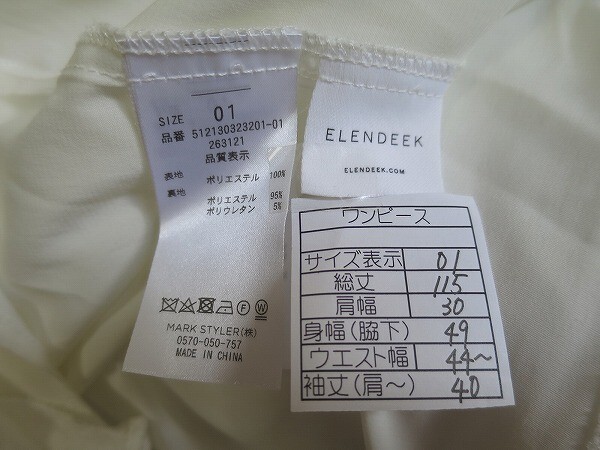 SIZE 01
品番 512130323201-01
263121
品質表示
表地 ポリエステル 100%
裏地 ポリエステル 95%
ポリウレタン 5%
MARK STYLER(株)
0570-050-757
MADE IN CHINA
ELENDEEK
ELENDEEK.COM
ワンピース
サイズ表示 01
総丈 115
肩幅 30
身幅(脇下) 49
ウエスト幅 44〜
袖丈(肩〜) 40